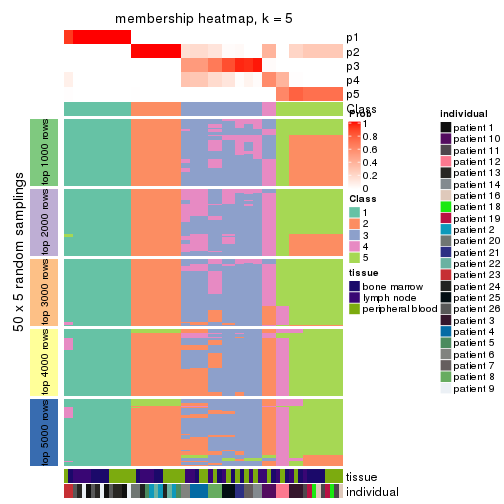 membership heatmap, k = 5
p1
p2
p3
p4
p5
Class
50 x 5 random samplings
top 1000 rows
top 2000 rows
top 3000 rows
top 4000 rows
top 5000 rows
tissue
individual
Prob
1
0.8
0.6
0.4
0.2
0
Class
1
2
3
4
5
tissue
bone marrow
lymph node
peripheral blood
individual
patient 1
patient 10
patient 11
patient 12
patient 13
patient 14
patient 16
patient 18
patient 19
patient 2
patient 20
patient 21
patient 22
patient 23
patient 24
patient 25
patient 26
patient 3
patient 4
patient 5
patient 6
patient 7
patient 8
patient 9